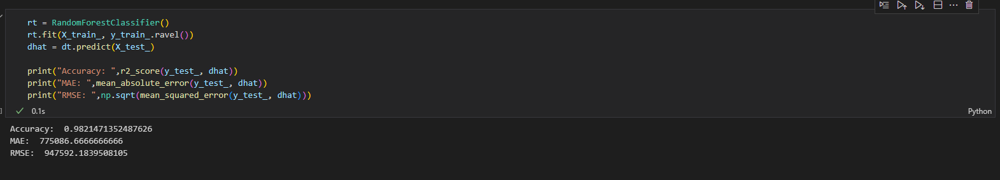 rt = RandomForestClassifier()
rt.fit(X_train_, y_train_.ravel())
dhat = dt.predict(X_test_)
print("Accuracy: ",r2_score(y_test_, dhat))
print("MAE: ",mean_absolute_error(y_test_, dhat))
print("RMSE: ",np.sqrt(mean_squared_error(y_test_, dhat)))
0.1s
Python
Accuracy:  0.9821471352487626
MAE:  775086.6666666666
RMSE:  947592.1839508105